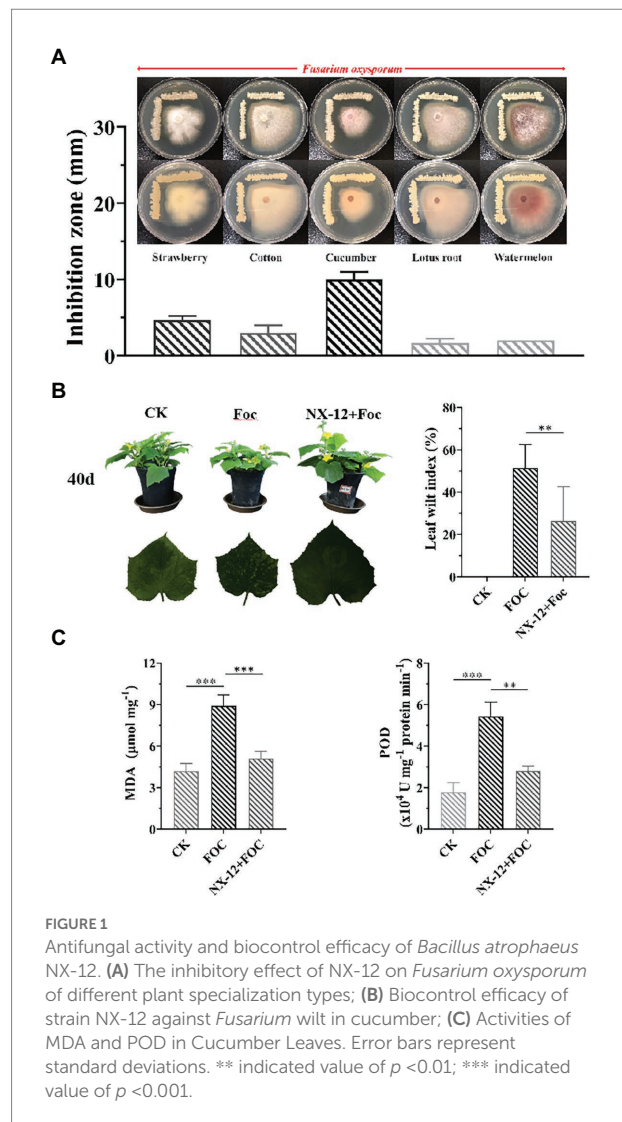 A
Fusarium oxysporum
Inhibition zone (mm)
30
20
10
0
Strawberry Cotton Cucumber Lotus root Watermelon
B
CK Foc NX-12+Foc
40d
Leaf wilt index (%)
80
60
40
20
0
**
CK FOC NX-12+Foc
C
MDA (μmol mg⁻¹)
12
9
6
3
0
*** ***
CK FOC NX-12+FOC
POD
(x10⁴ U mg⁻¹ protein min⁻¹)
8
6
4
2
0
*** **
CK FOC NX-12+FOC
FIGURE 1
Antifungal activity and biocontrol efficacy of Bacillus atrophaeus
NX-12. (A) The inhibitory effect of NX-12 on Fusarium oxysporum
of different plant specialization types; (B) Biocontrol efficacy of
strain NX-12 against Fusarium wilt in cucumber; (C) Activities of
MDA and POD in Cucumber Leaves. Error bars represent
standard deviations. ** indicated value of p <0.01; *** indicated
value of p <0.001.